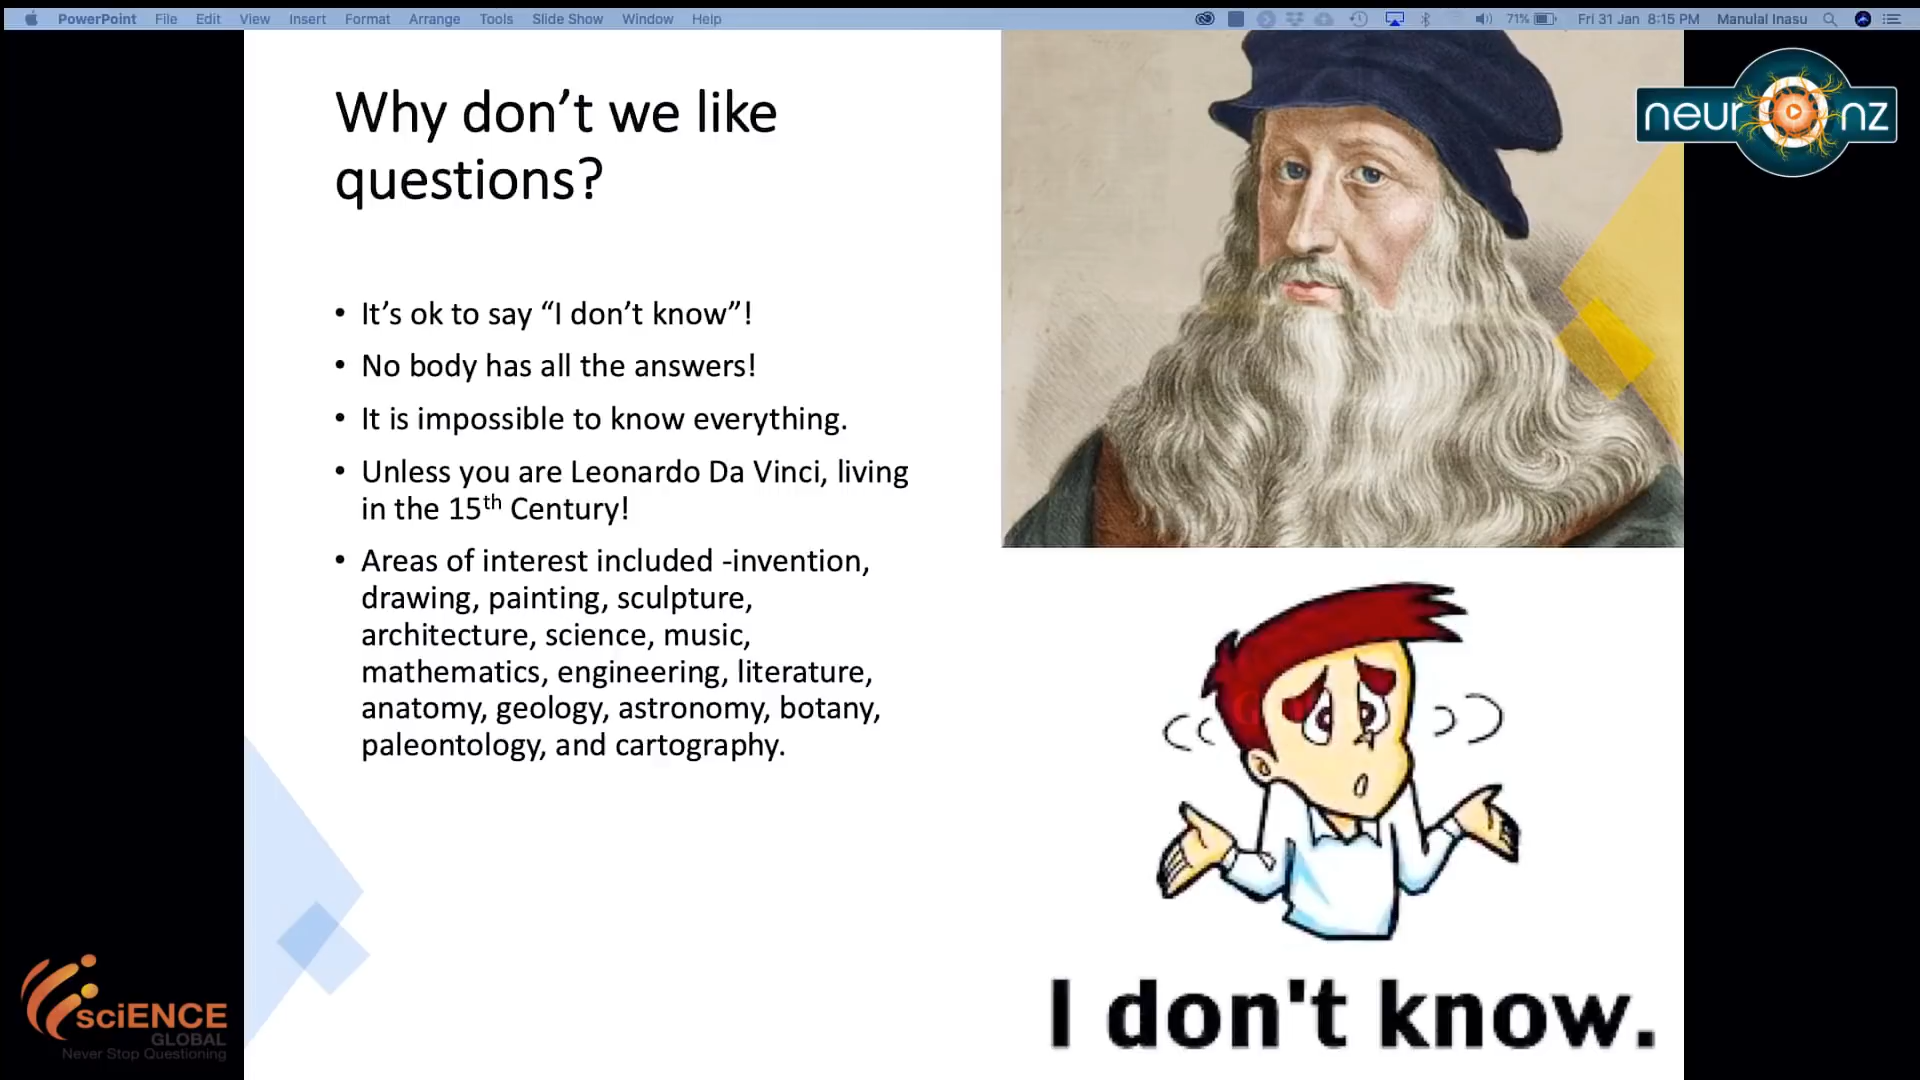 PowerPoint File Edit View Insert Format Arrange Tools Slide Show Window Help 71% Fri 31 Jan 8:15 PM Manulal Inasu
neuronz
Why don’t we like
questions?
• It’s ok to say “I don’t know”!
• No body has all the answers!
• It is impossible to know everything.
• Unless you are Leonardo Da Vinci, living
in the 15th Century!
• Areas of interest included -invention,
drawing, painting, sculpture,
architecture, science, music,
mathematics, engineering, literature,
anatomy, geology, astronomy, botany,
paleontology, and cartography.
I don't know.
sciENCE
GLOBAL
Never Stop Questioning